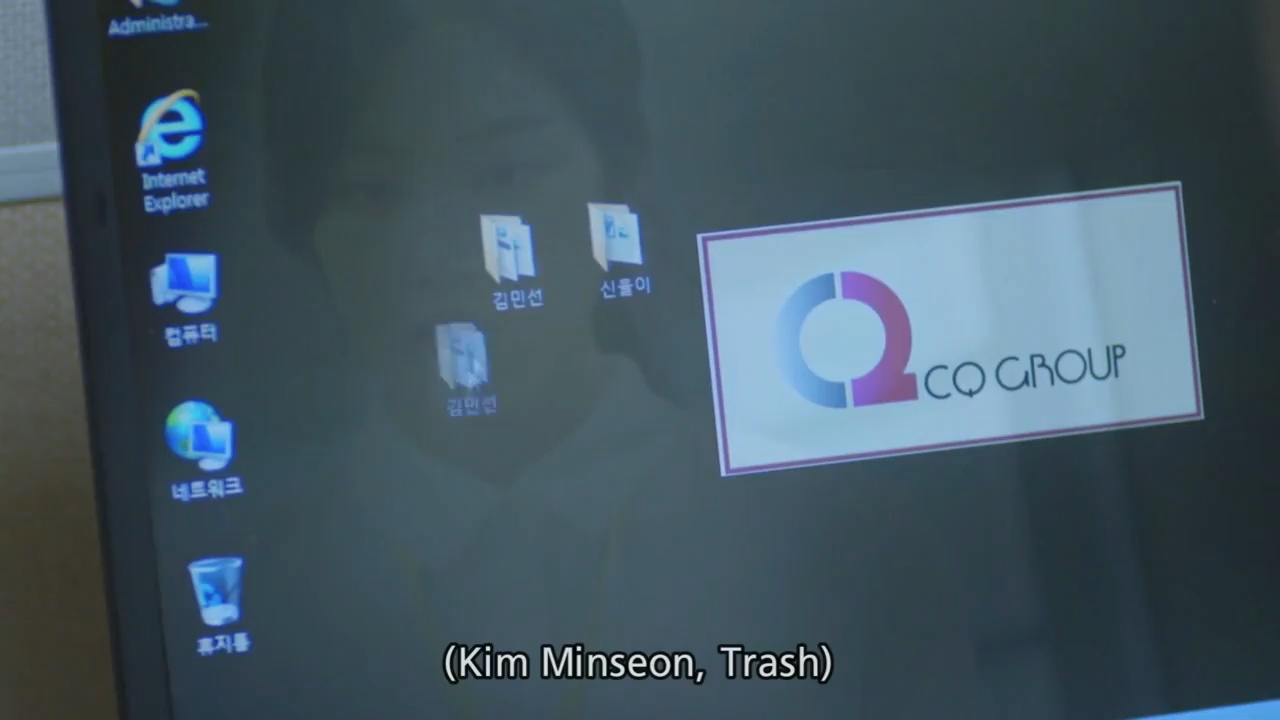 Administra...
Internet
Explorer
컴퓨터
네트워크
휴지통
김민선
신율이
김민선
CQ GROUP
(Kim Minseon, Trash)